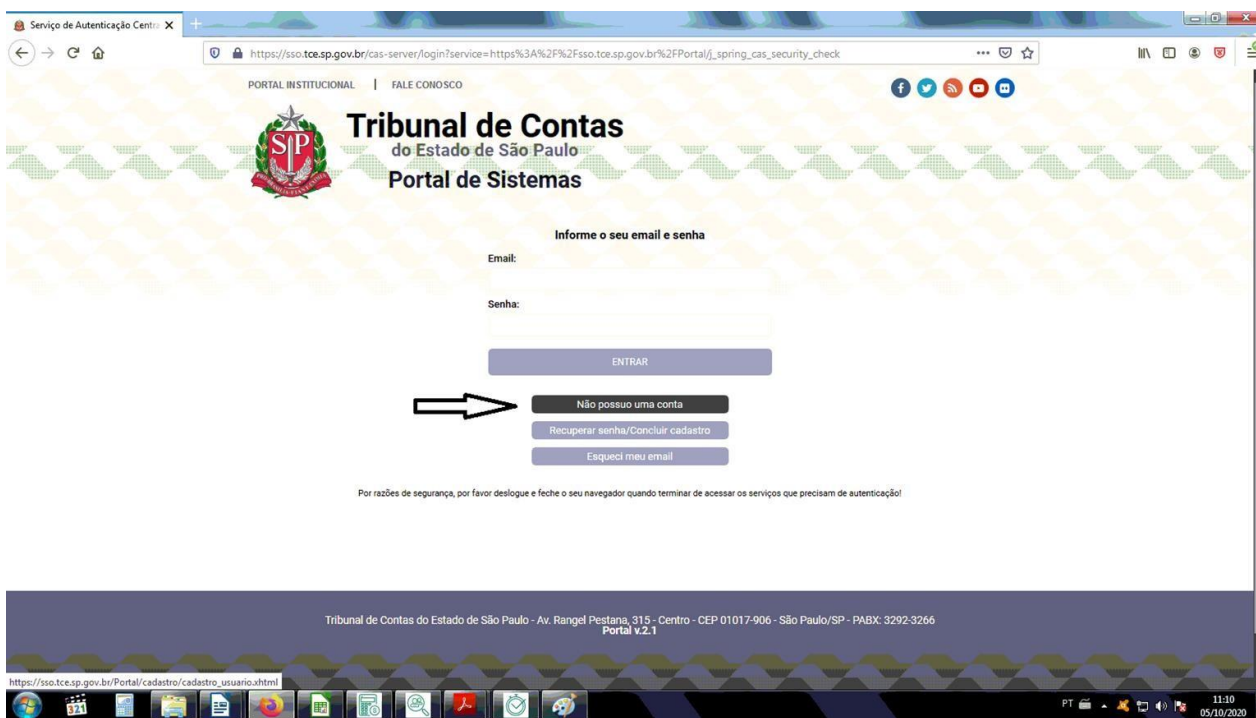 Serviço de Autenticação Centr
https://sso.tce.sp.gov.br/cas-server/login?service=https%3A%2F%2Fsso.tce.sp.gov.br%2FPortal/j_spring_cas_security_check
PORTAL INSTITUCIONAL | FALE CONOSCO
Tribunal de Contas
do Estado de São Paulo
Portal de Sistemas
SP
Informe o seu email e senha
Email:
Senha:
ENTRAR
Não possuo uma conta
Recuperar senha/Concluir cadastro
Esqueci meu email
Por razões de segurança, por favor deslogue e feche o seu navegador quando terminar de acessar os serviços que precisam de autenticação!
Tribunal de Contas do Estado de São Paulo - Av. Rangel Pestana, 315 - Centro - CEP 01017-906 - São Paulo/SP - PABX: 3292-3266
Portal v.2.1
https://sso.tce.sp.gov.br/Portal/cadastro/cadastro_usuario.xhtml
321
PT
11:10
05/10/2020